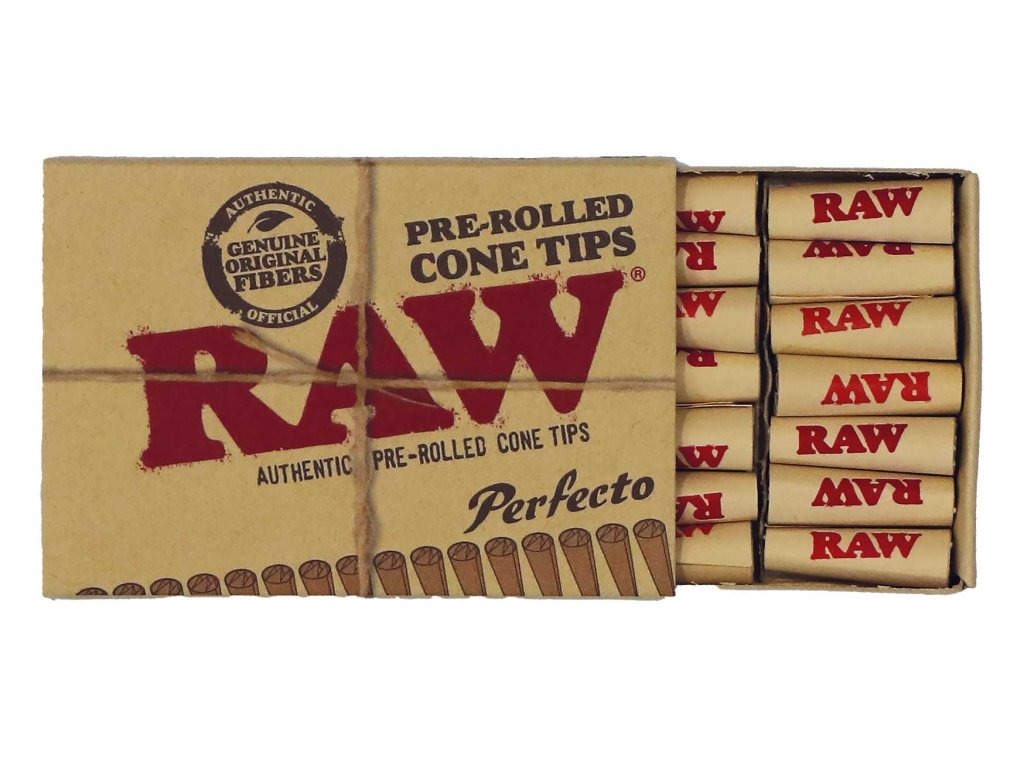 AUTHENTIC
GENUINE
ORIGINAL
FIBERS
OFFICIAL
PRE-ROLLED
CONE TIPS
RAW®
AUTHENTIC PRE-ROLLED CONE TIPS
Perfecto
RAW
RAW
RAW
RAW
RAW
RAW
RAW